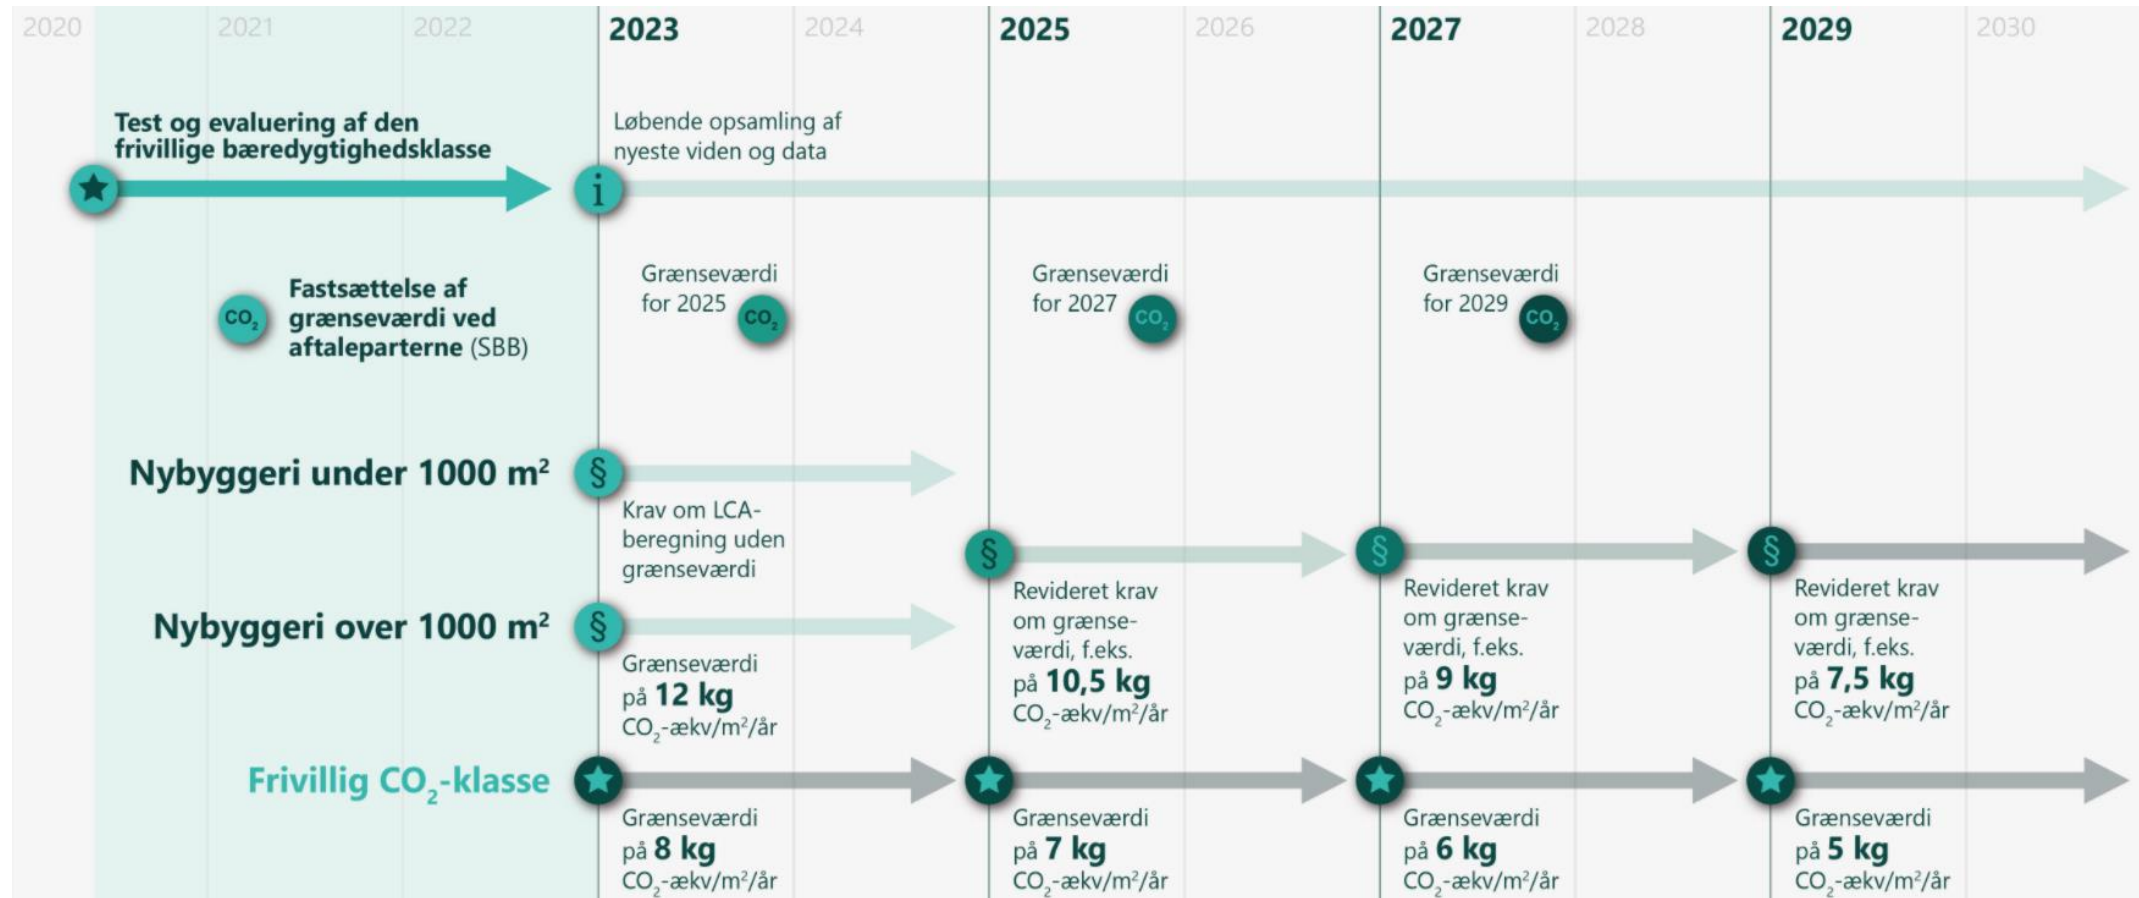 2020 2021 2022 2023 2024 2025 2026 2027 2028 2029 2030
Test og evaluering af den
frivillige bæredygtighedsklasse
Løbende opsamling af
nyeste viden og data
i
CO₂
Fastsættelse af
grænseværdi ved
aftaleparterne (SBB)
Grænseværdi
for 2025
CO₂
Grænseværdi
for 2027
CO₂
Grænseværdi
for 2029
CO₂
Nybyggeri under 1000 m²
§
Krav om LCA-
beregning uden
grænseværdi
Nybyggeri over 1000 m²
§
Grænseværdi
på 12 kg
CO₂-ækv/m²/år
§
Revideret krav
om grænse-
værdi, f.eks.
på 10,5 kg
CO₂-ækv/m²/år
§
Revideret krav
om grænse-
værdi, f.eks.
på 9 kg
CO₂-ækv/m²/år
§
Revideret krav
om grænse-
værdi, f.eks.
på 7,5 kg
CO₂-ækv/m²/år
Frivillig CO₂-klasse
Grænseværdi
på 8 kg
CO₂-ækv/m²/år
Grænseværdi
på 7 kg
CO₂-ækv/m²/år
Grænseværdi
på 6 kg
CO₂-ækv/m²/år
Grænseværdi
på 5 kg
CO₂-ækv/m²/år